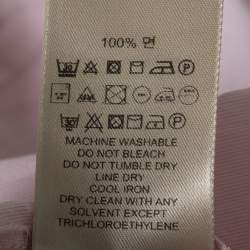 100%
MACHINE WASHABLE
DO NOT BLEACH
DO NOT TUMBLE DRY
LINE DRY
COOL IRON
DRY CLEAN WITH ANY
SOLVENT EXCEPT
TRICHLOROETHYLENE